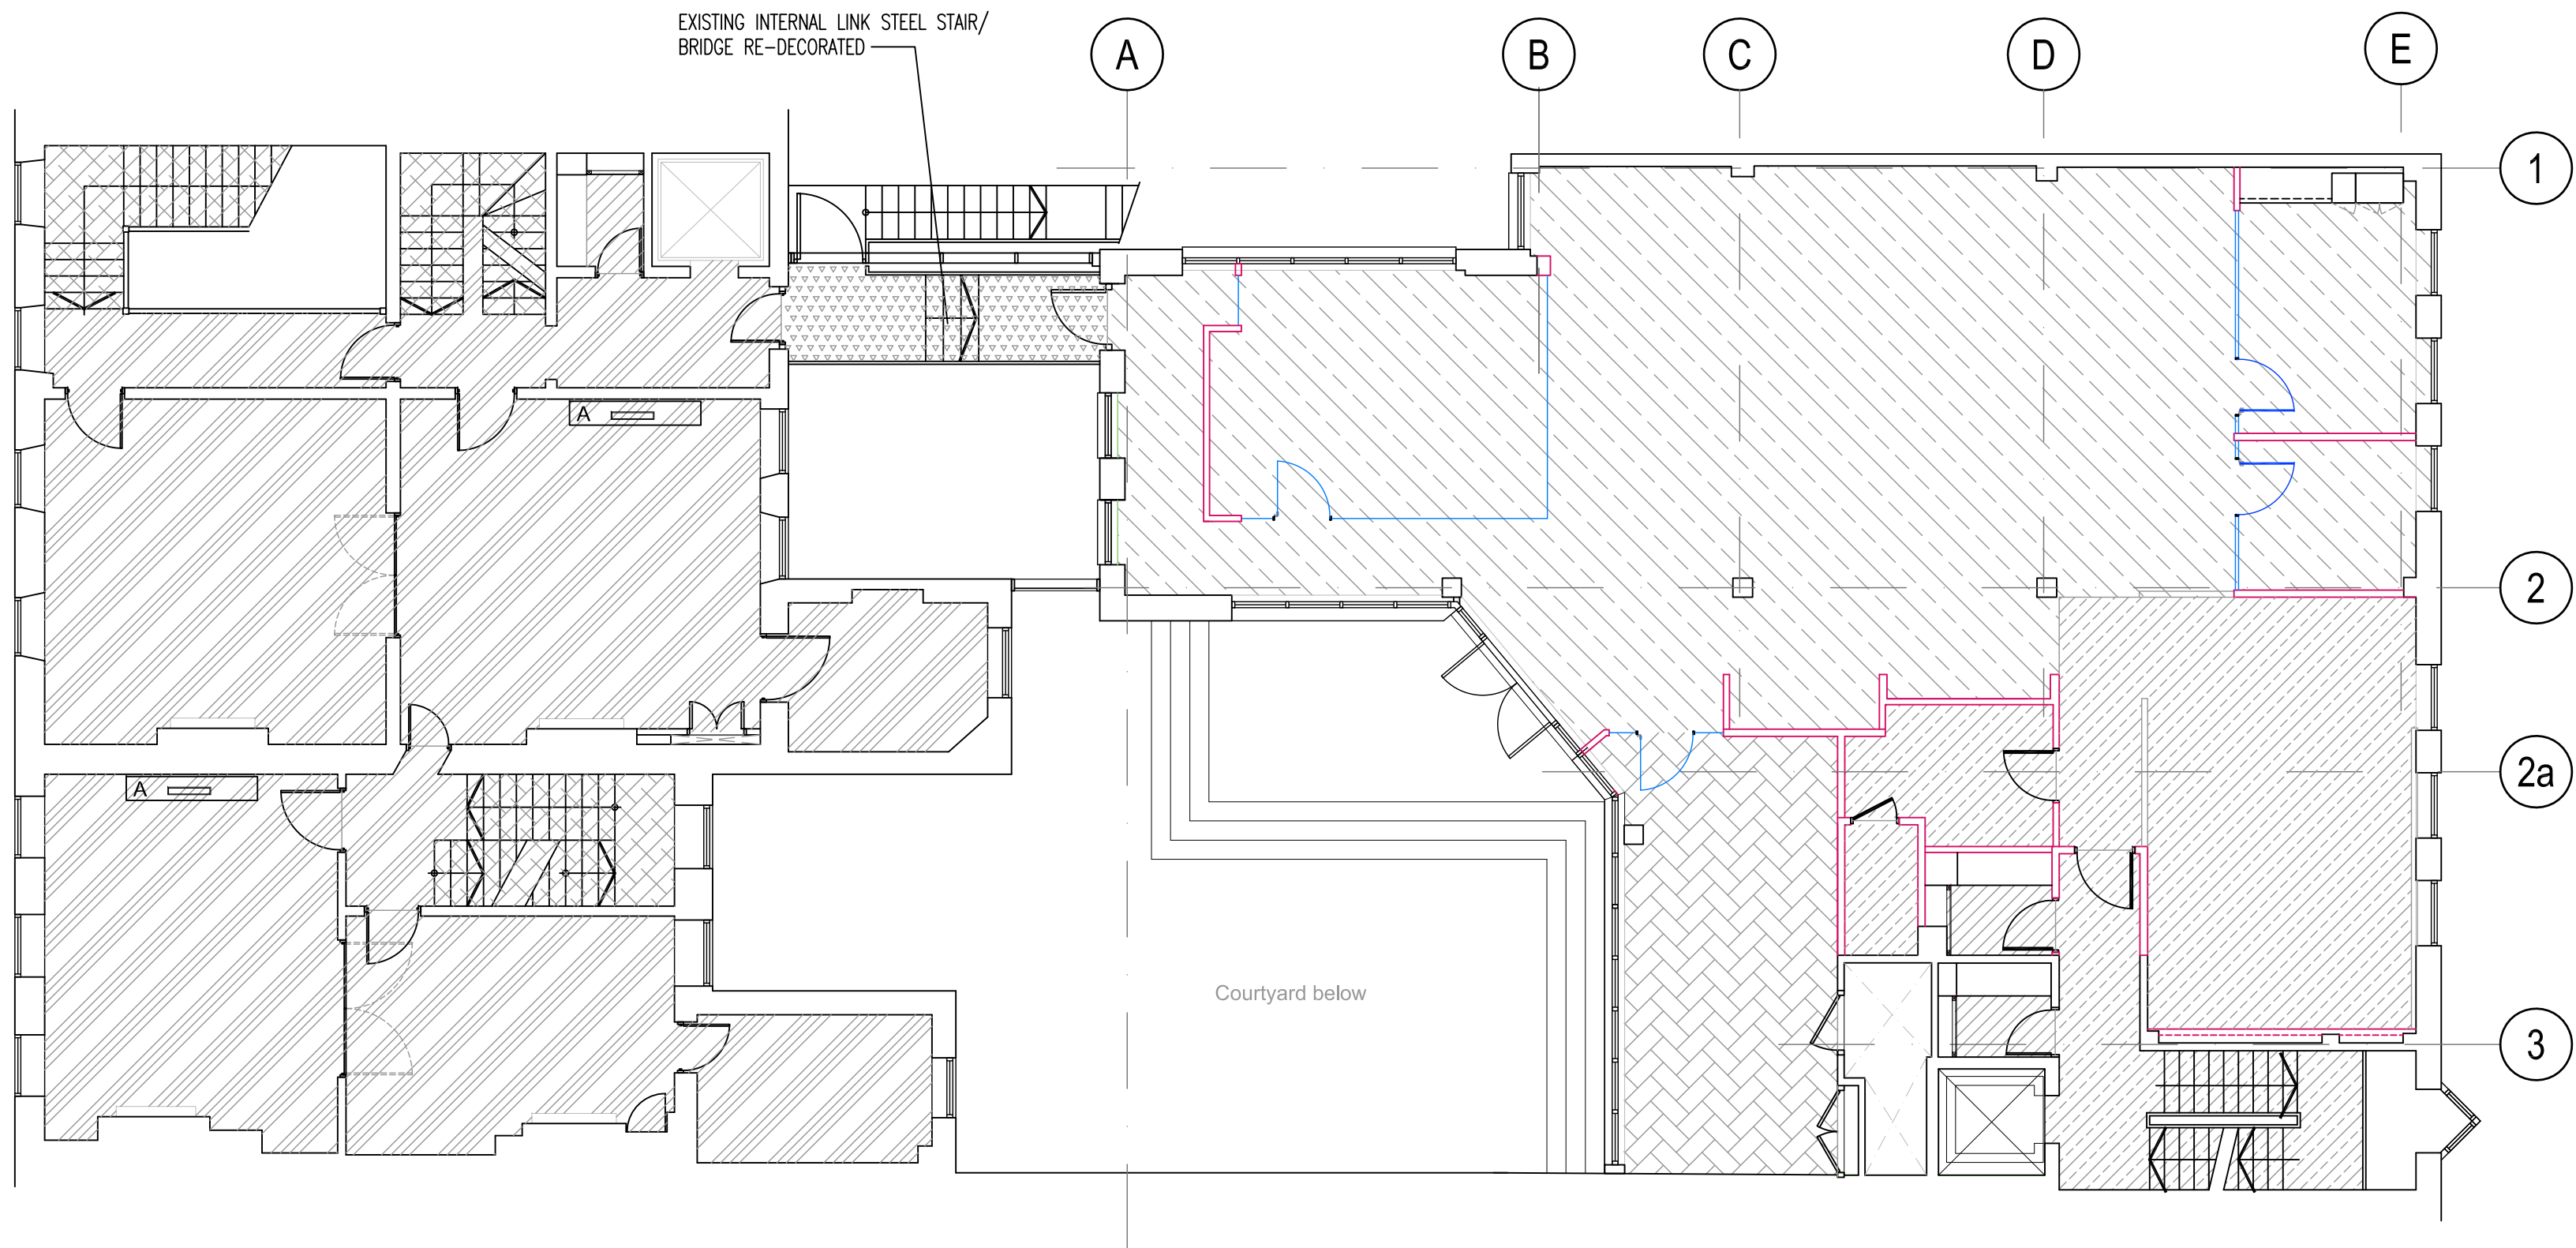 EXISTING INTERNAL LINK STEEL STAIR/
BRIDGE RE-DECORATED
A
B
C
D
E
1
A
2
2a
A
Courtyard below
3